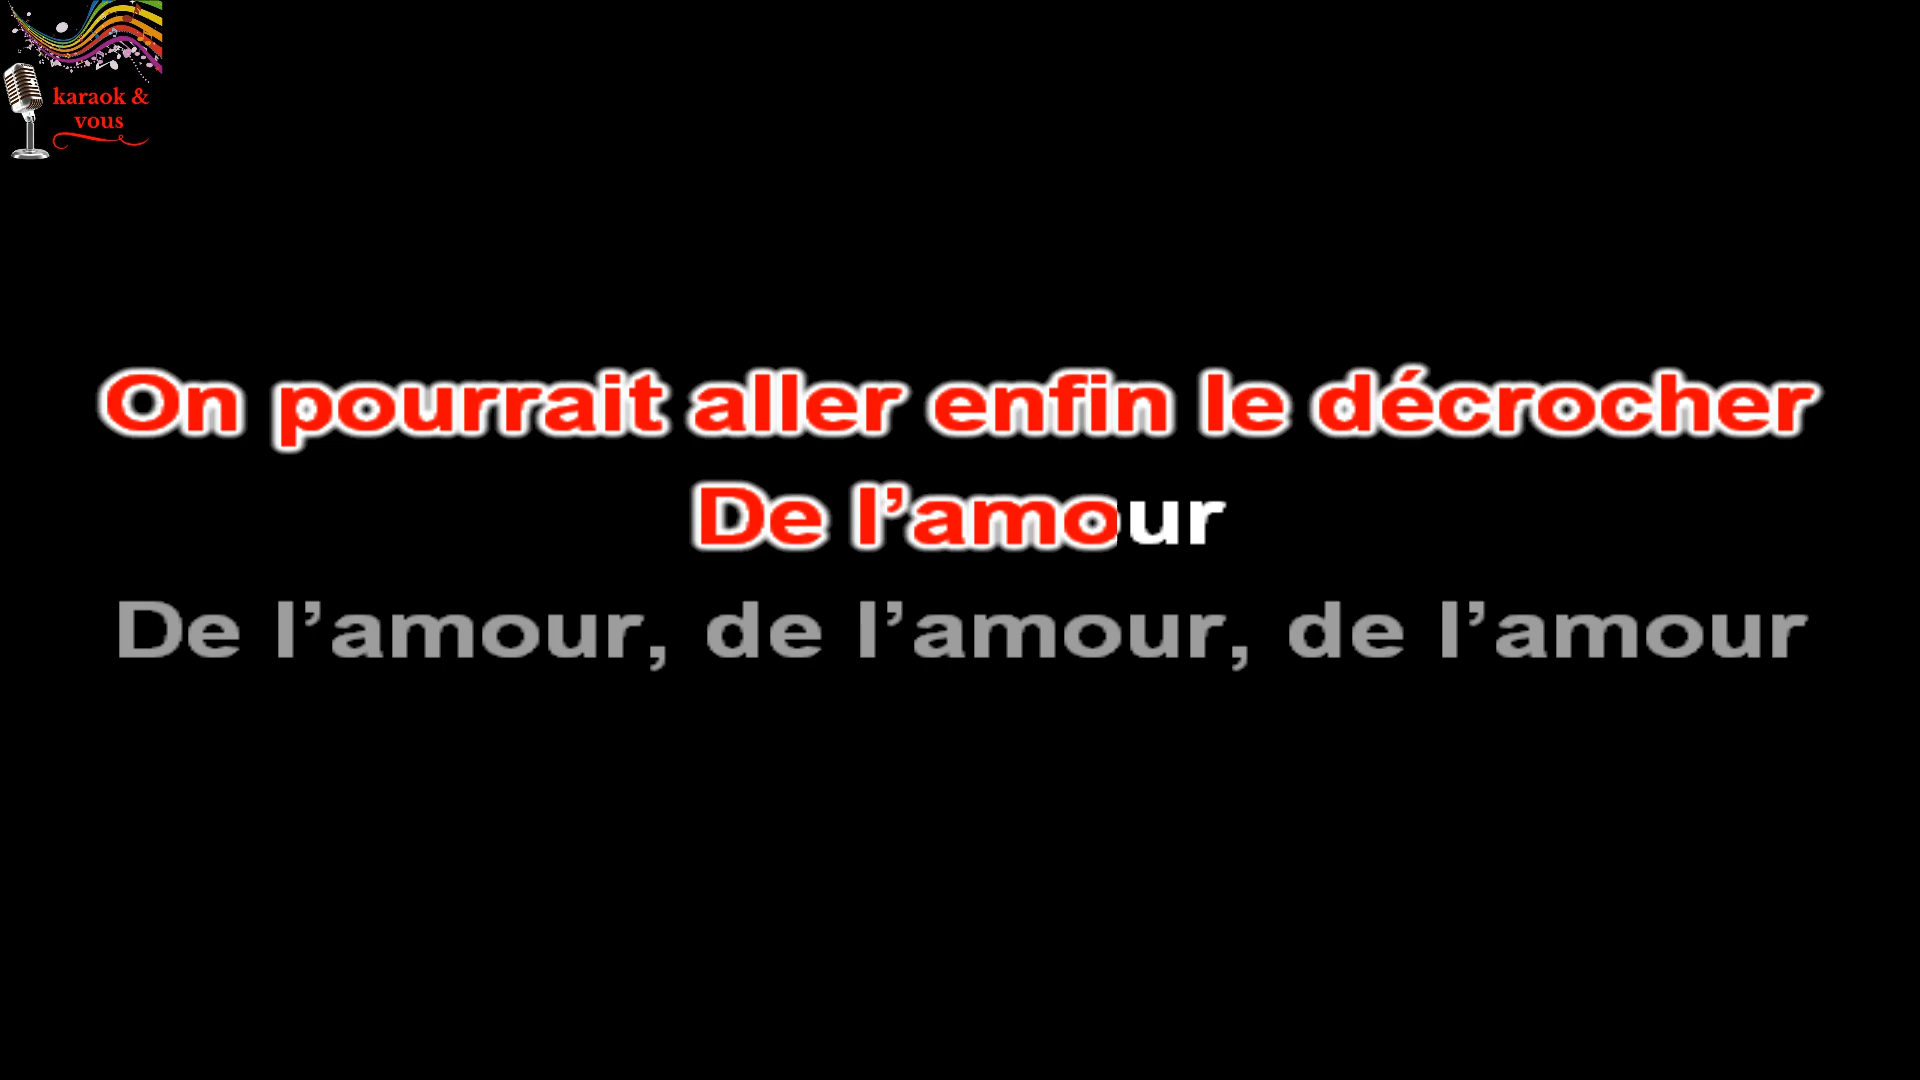 karaok &
vous
On pourrait aller enfin le décrocher
De l’amour
De l’amour, de l’amour, de l’amour